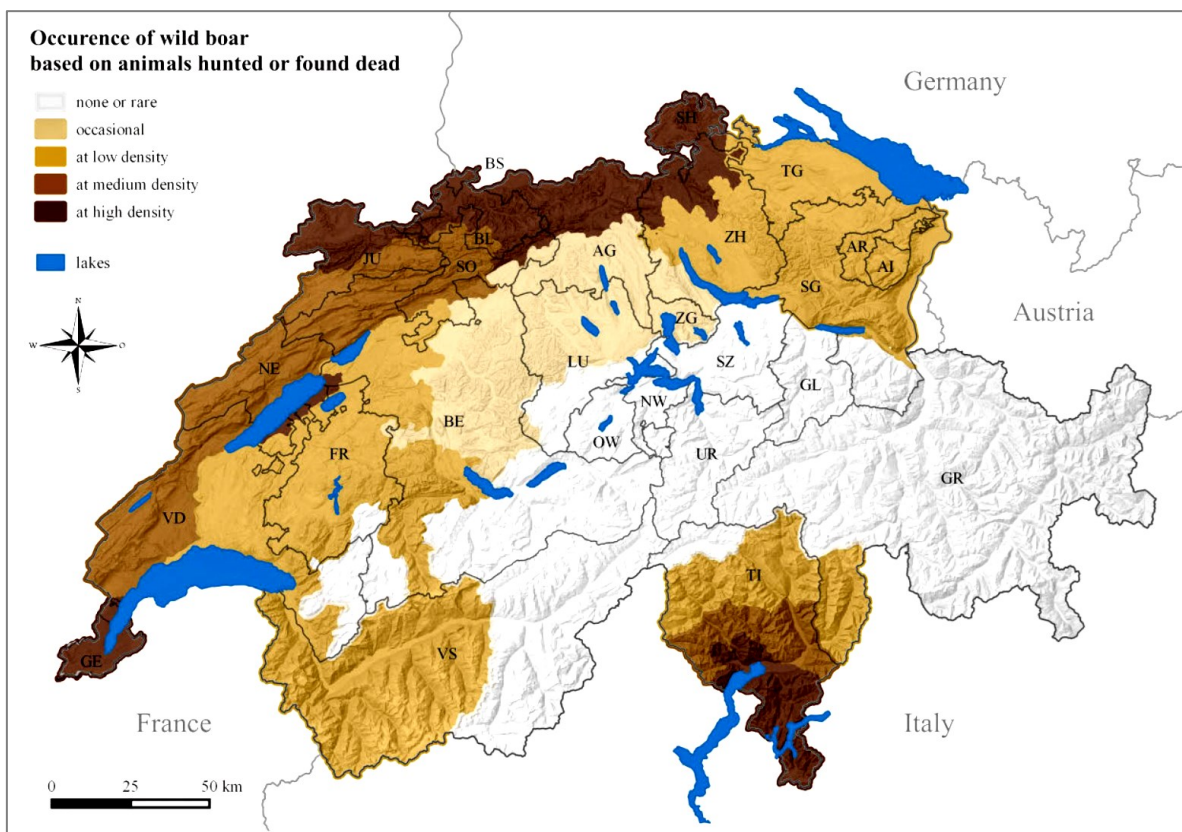 Occurence of wild boar
based on animals hunted or found dead
none or rare
occasional
at low density
at medium density
at high density
lakes
N
W
O
S
Germany
Austria
Italy
France
BS
SH
TG
BL
JU
SO
AG
ZH
AR
AI
SG
ZG
LU
SZ
NE
GL
NW
BE
OW
FR
UR
GR
VD
TI
VS
GE
0 25 50 km